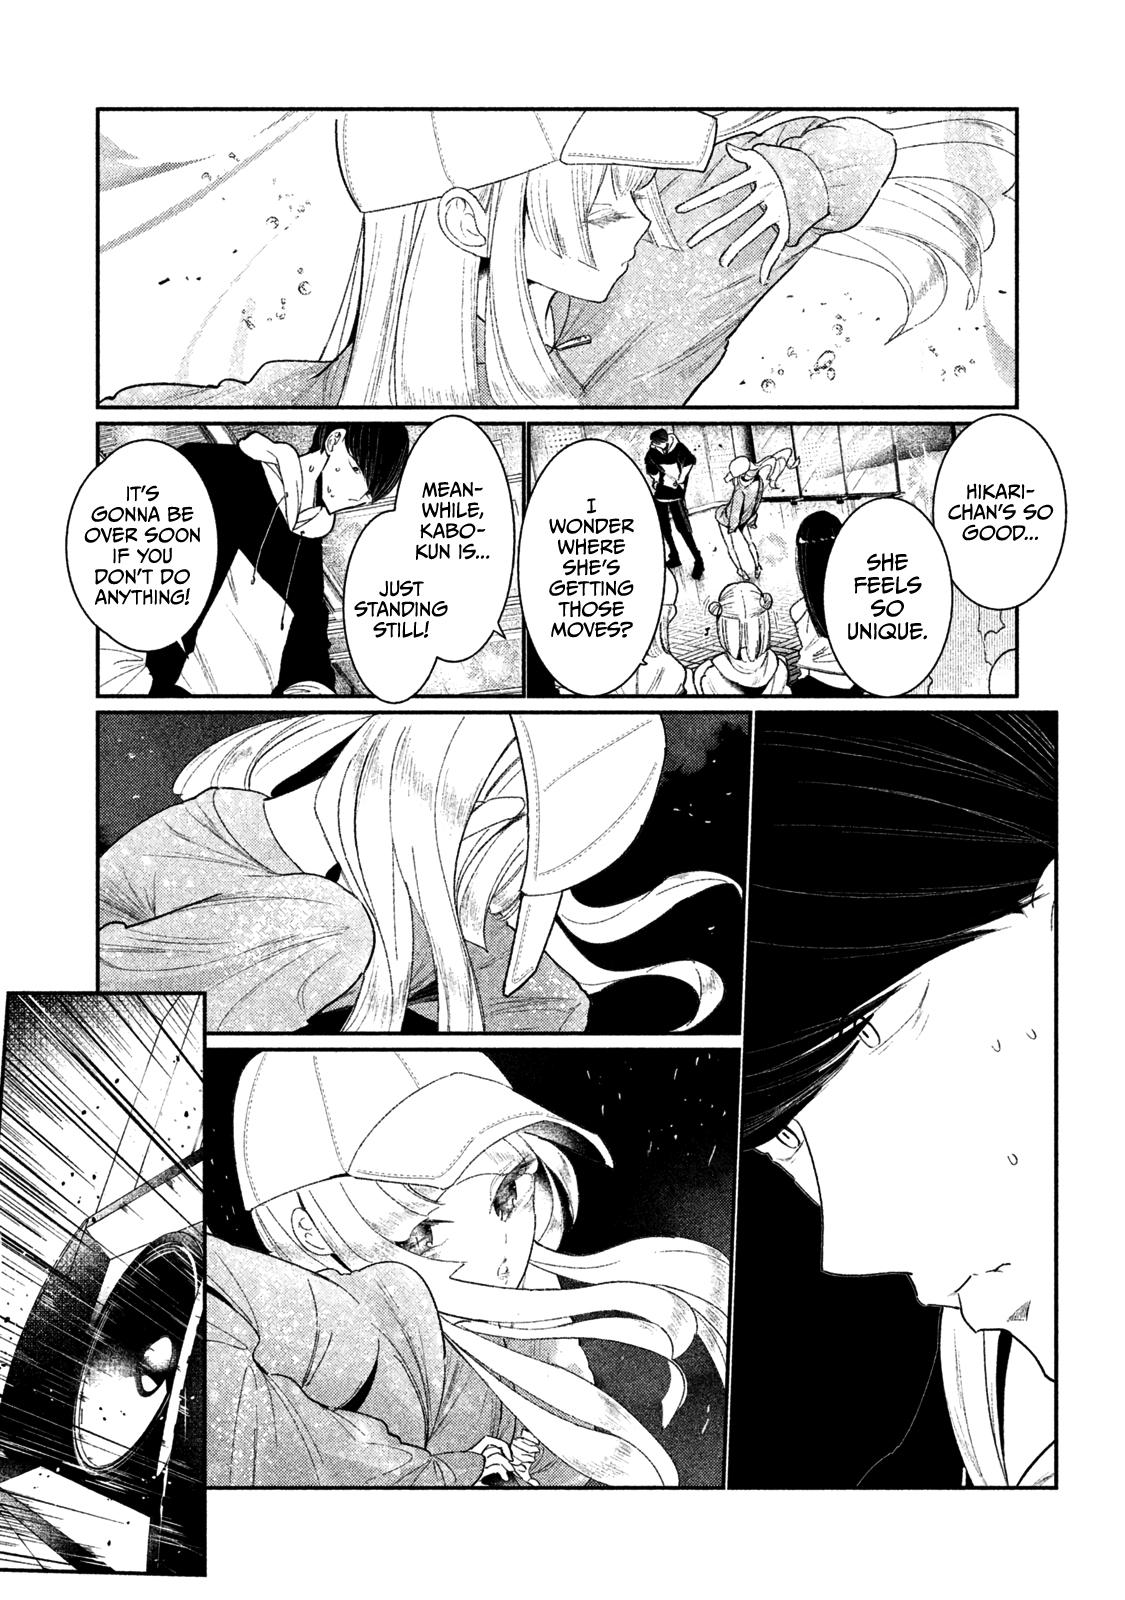 HIKARI-
CHAN'S SO
GOOD...
SHE
FEELS
SO
UNIQUE.
I
WONDER
WHERE
SHE'S
GETTING
THOSE
MOVES?
MEAN-
WHILE,
KABO-
KUN IS...
JUST
STANDING
STILL!
IT'S
GONNA BE
OVER SOON
IF YOU
DON'T DO
ANYTHING!